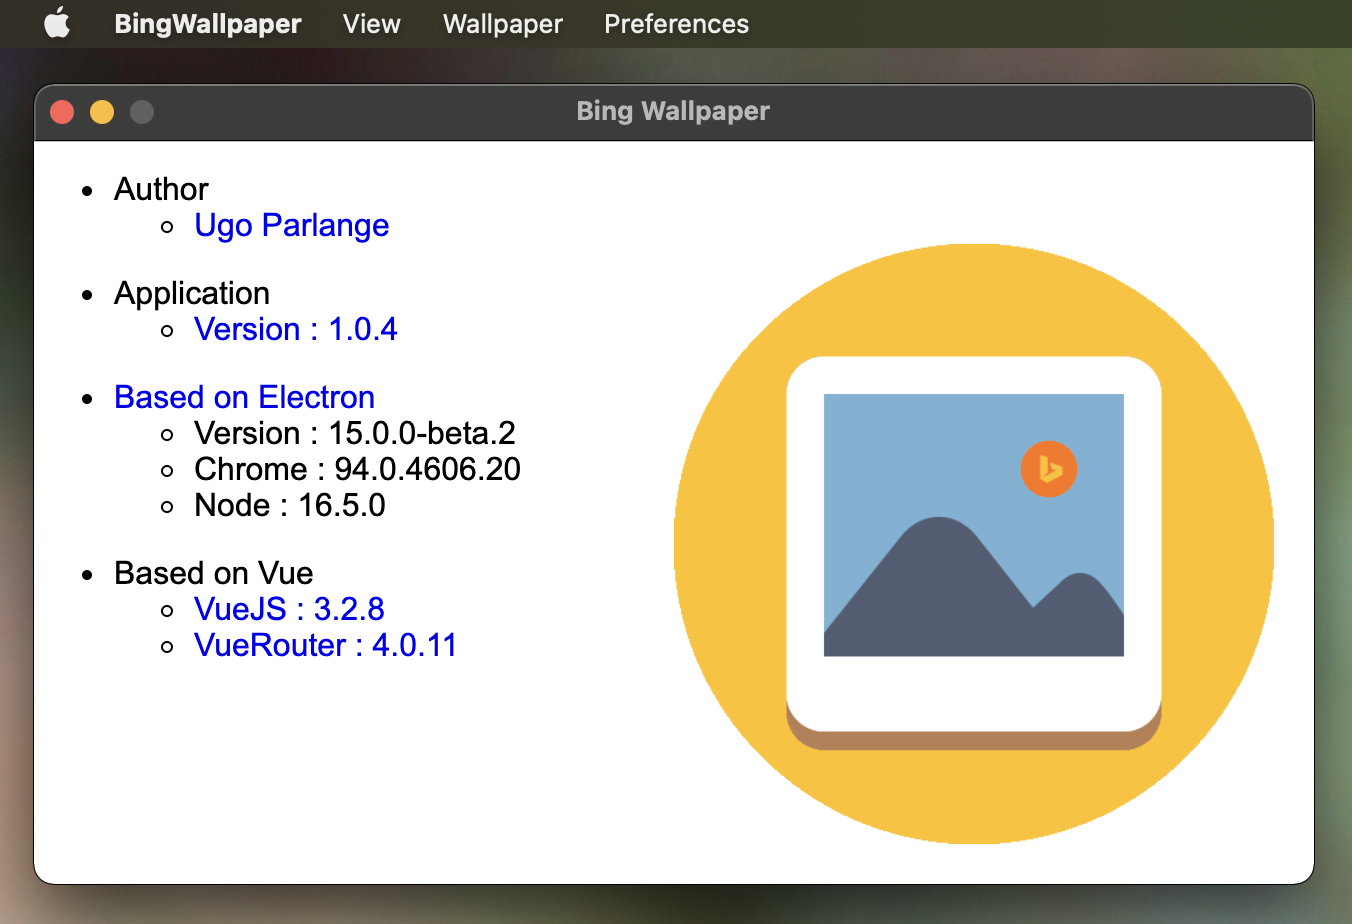 BingWallpaper View Wallpaper Preferences
Bing Wallpaper
Author
Ugo Parlange
Application
Version : 1.0.4
Based on Electron
Version : 15.0.0-beta.2
Chrome : 94.0.4606.20
Node : 16.5.0
Based on Vue
VueJS : 3.2.8
VueRouter : 4.0.11